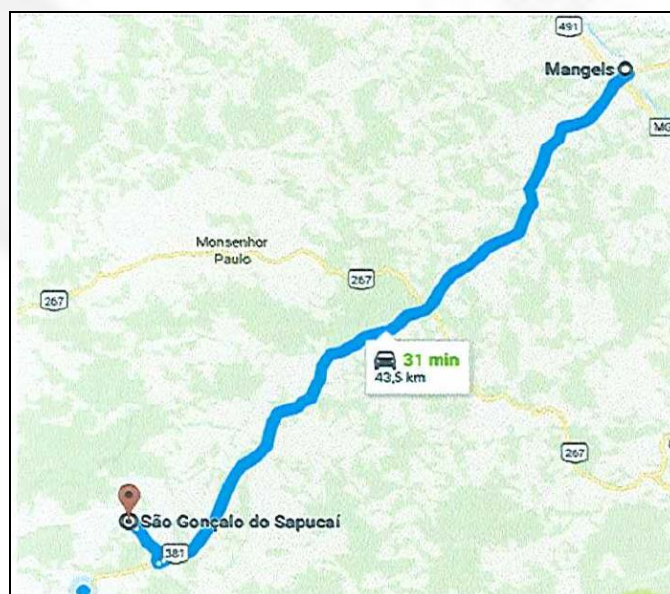 491
Mangels
MG
Monsenhor
Paulo
267
267
31 min
43,5 km
267
São Gonçalo do Sapucaí
381